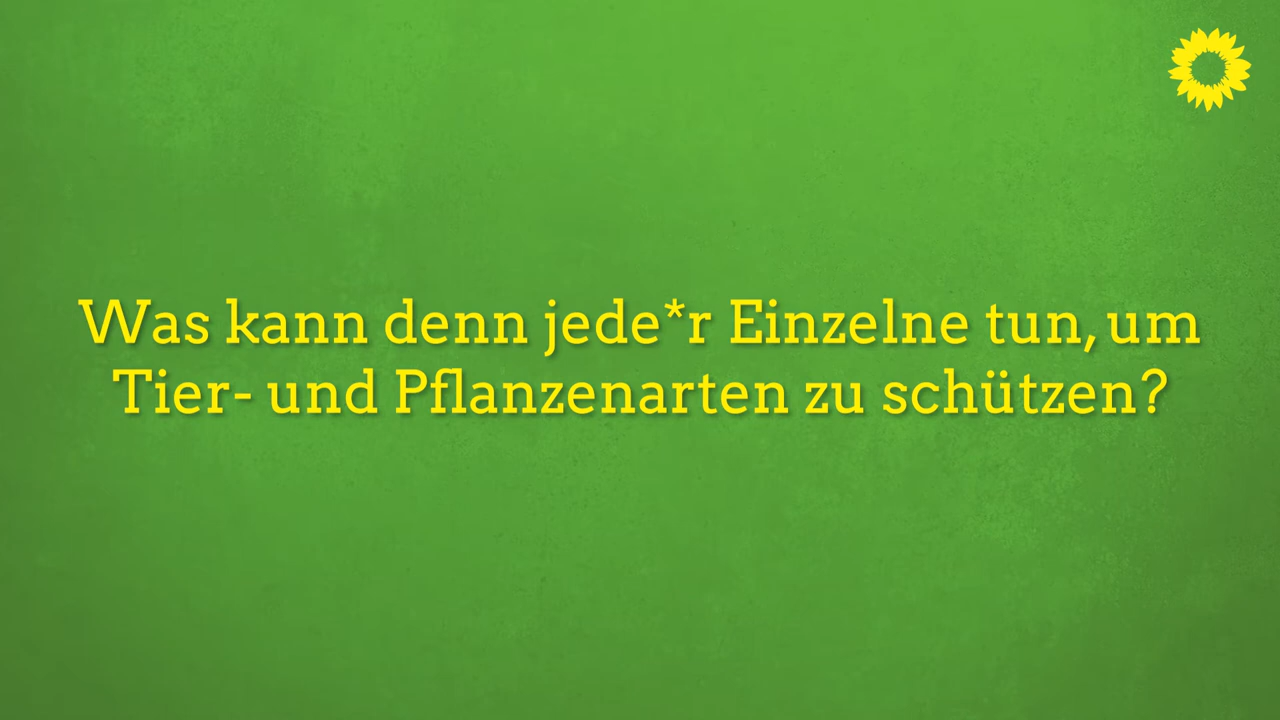 Was kann denn jede*r Einzelne tun, um
Tier- und Pflanzenarten zu schützen?